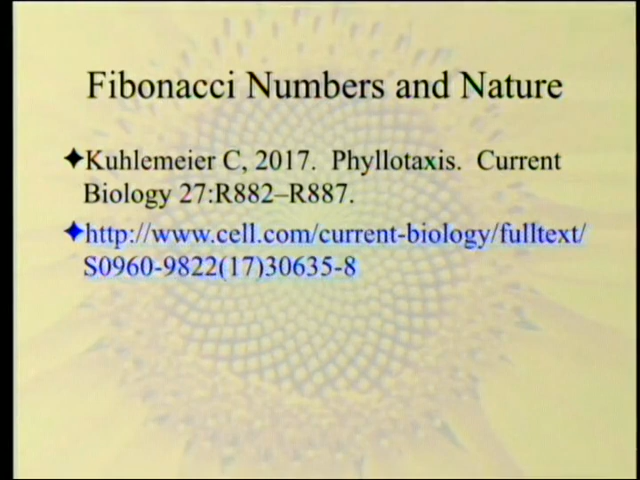 Fibonacci Numbers and Nature
✦Kuhlemeier C, 2017. Phyllotaxis. Current
Biology 27:R882–R887.
✦http://www.cell.com/current-biology/fulltext/
S0960-9822(17)30635-8